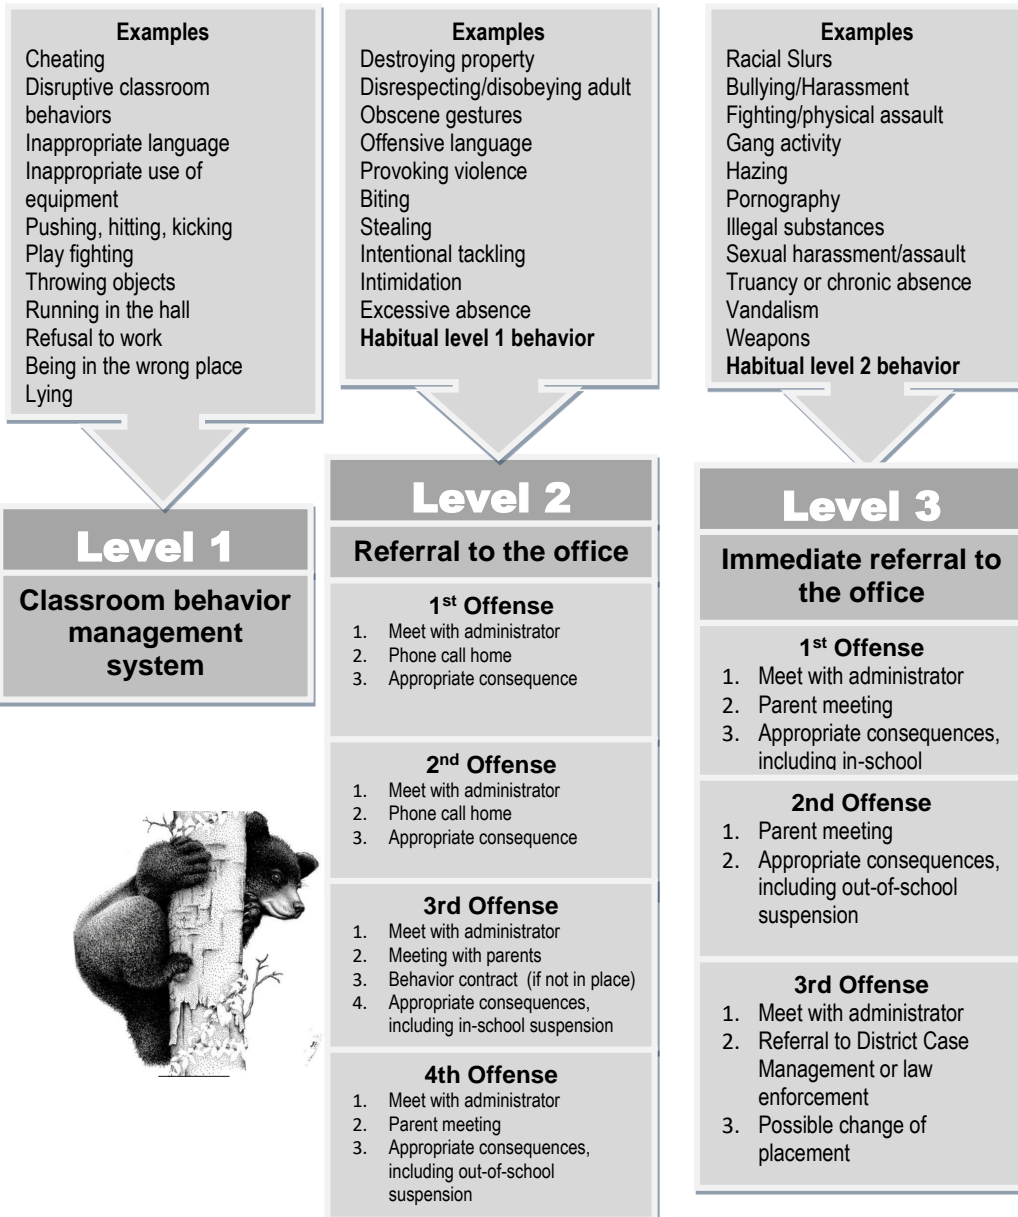 Examples
Cheating
Disruptive classroom
behaviors
Inappropriate language
Inappropriate use of
equipment
Pushing, hitting, kicking
Play fighting
Throwing objects
Running in the hall
Refusal to work
Being in the wrong place
Lying
Level 1
Classroom behavior
management
system
Examples
Destroying property
Disrespecting/disobeying adult
Obscene gestures
Offensive language
Provoking violence
Biting
Stealing
Intentional tackling
Intimidation
Excessive absence
Habitual level 1 behavior
Level 2
Referral to the office
1st Offense
1. Meet with administrator
2. Phone call home
3. Appropriate consequence
2nd Offense
1. Meet with administrator
2. Phone call home
3. Appropriate consequence
3rd Offense
1. Meet with administrator
2. Meeting with parents
3. Behavior contract (if not in place)
4. Appropriate consequences,
including in-school suspension
4th Offense
1. Meet with administrator
2. Parent meeting
3. Appropriate consequences,
including out-of-school
suspension
Examples
Racial Slurs
Bullying/Harassment
Fighting/physical assault
Gang activity
Hazing
Pornography
Illegal substances
Sexual harassment/assault
Truancy or chronic absence
Vandalism
Weapons
Habitual level 2 behavior
Level 3
Immediate referral to
the office
1st Offense
1. Meet with administrator
2. Parent meeting
3. Appropriate consequences,
including in-school
2nd Offense
1. Parent meeting
2. Appropriate consequences,
including out-of-school
suspension
3rd Offense
1. Meet with administrator
2. Referral to District Case
Management or law
enforcement
3. Possible change of
placement